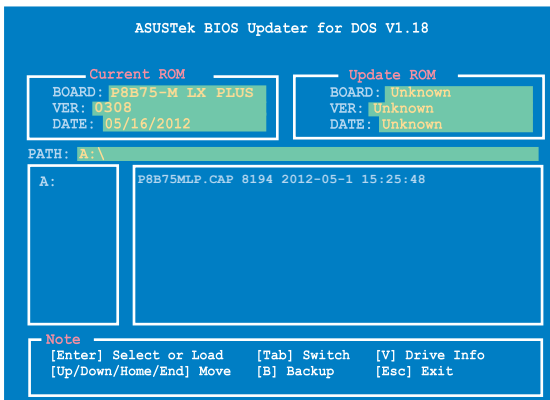 ASUSTek BIOS Updater for DOS V1.18
Current ROM
BOARD: P8B75-M LX PLUS
VER: 0308
DATE: 05/16/2012
Update ROM
BOARD: Unknown
VER: Unknown
DATE: Unknown
PATH: A:\
A:
P8B75MLP.CAP 8194 2012-05-1 15:25:48
Note
[Enter] Select or Load [Tab] Switch [V] Drive Info
[Up/Down/Home/End] Move [B] Backup [Esc] Exit